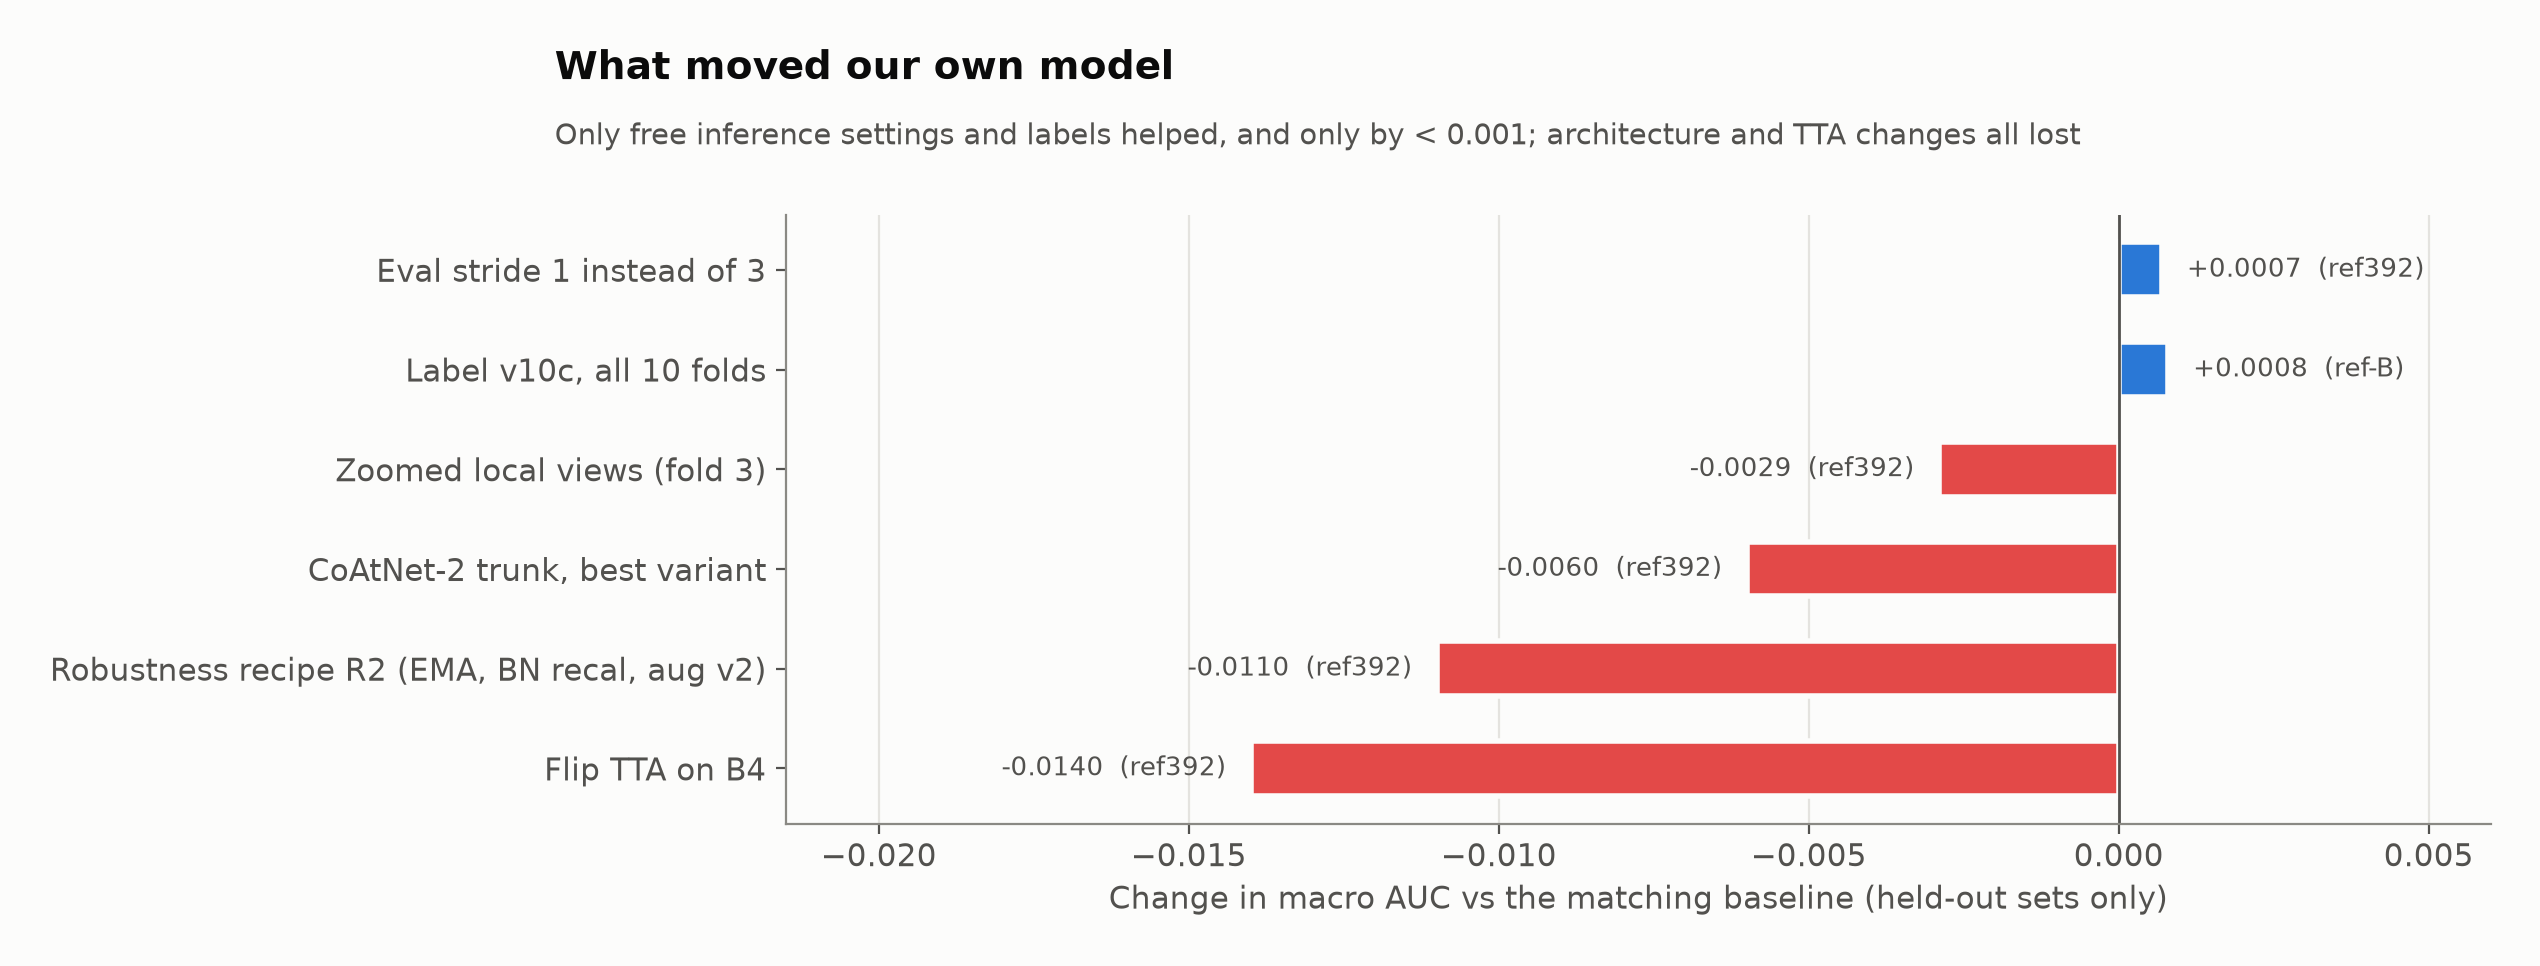 What moved our own model
Only free inference settings and labels helped, and only by < 0.001; architecture and TTA changes all lost
Eval stride 1 instead of 3
+0.0007 (ref392)
Label v10c, all 10 folds
+0.0008 (ref-B)
Zoomed local views (fold 3)
-0.0029 (ref392)
CoAtNet-2 trunk, best variant
-0.0060 (ref392)
Robustness recipe R2 (EMA, BN recal, aug v2)
-0.0110 (ref392)
Flip TTA on B4
-0.0140 (ref392)
−0.020 −0.015 −0.010 −0.005 0.000 0.005
Change in macro AUC vs the matching baseline (held-out sets only)